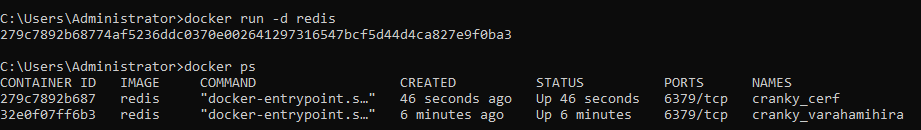 C:\Users\Administrator>docker run -d redis
279c7892b68774af5236ddc0370e002641297316547bcf5d44d4ca827e9f0ba3
C:\Users\Administrator>docker ps
CONTAINER ID   IMAGE   COMMAND                  CREATED          STATUS          PORTS      NAMES
279c7892b687   redis   "docker-entrypoint.s…"   46 seconds ago   Up 46 seconds   6379/tcp   cranky_cerf
32e0f07ff6b3   redis   "docker-entrypoint.s…"   6 minutes ago    Up 6 minutes    6379/tcp   cranky_varahamihira